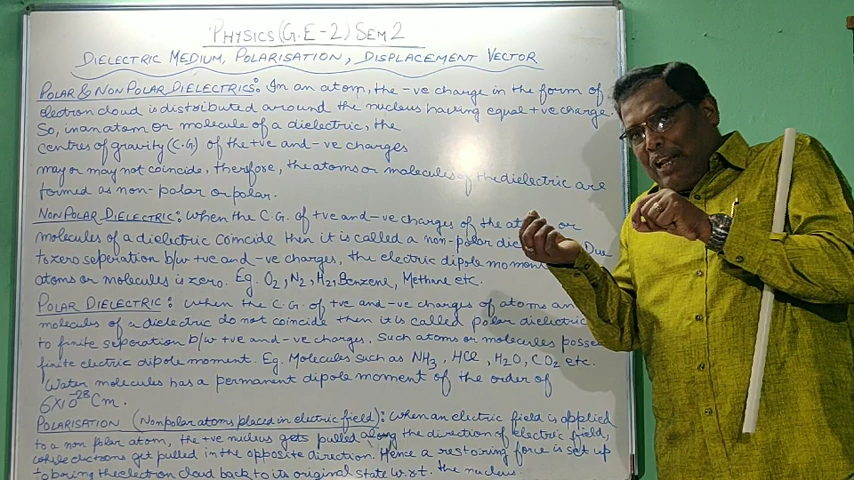 PHYSICS (G.E-2) SEM 2
DIELECTRIC MEDIUM, POLARISATION, DISPLACEMENT VECTOR
POLAR & NON POLAR DIELECTRICS: In an atom, the -ve charge in the form of
electron cloud is distributed around the nucleus having equal +ve charge.
So, in an atom or molecule of a dielectric, the
centres of gravity (C.G) of the +ve and -ve charges
may or may not coincide, therefore, the atoms or molecules of the dielectric are
formed as non-polar or polar.
NON POLAR DIELECTRIC: When the C G. of +ve and -ve charges of the or
molecules of a dielectric coincide then it is called a non-polar Due
to zero seperation b/w +ve and -ve charges, the electric dipole
atoms or molecules is zero. Eg. O2, N2, H2, Benzene, Methane etc.
POLAR DIELECTRIC: When the C.G. of +ve and -ve charges of atoms
molecules of a dielectric do not coincide then it is called polar dielectric
to finite separation b/w +ve and -ve charges. Such atoms or molecules
finite electric dipole moment. Eg. Molecules such as NH3, HCl, H2O, CO2 etc.
Water molecules has a permanent dipole moment of the order of
6×10^-28 Cm.
POLARISATION (Nonpolar atoms placed in electric field): When an electric field is applied
to a non polar atom, the +ve nucleus gets pulled along the direction of electric field,
while electrons get pulled in the opposite direction. Hence a restoring force is set up
to bring the electron cloud back to its original state w.r.t. the nucleus.